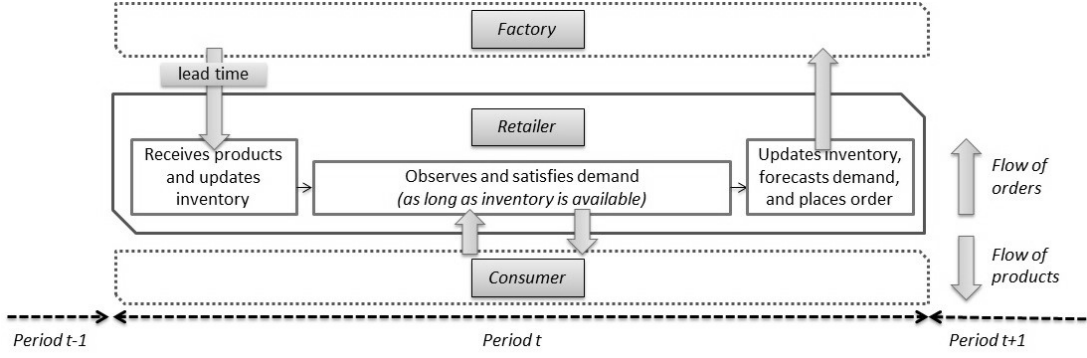 Factory
lead time
Retailer
Receives products
and updates
inventory
Observes and satisfies demand
(as long as inventory is available)
Updates inventory,
forecasts demand,
and places order
Flow of
orders
Consumer
Flow of
products
Period t-1
Period t
Period t+1